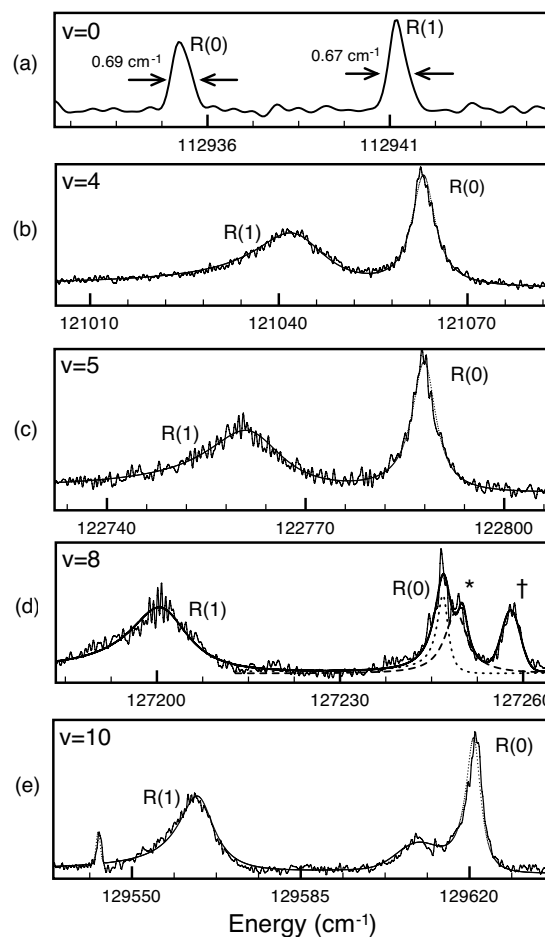 (a)
v=0
0.69 cm⁻¹
R(0)
0.67 cm⁻¹
R(1)
112936
112941
(b)
v=4
R(1)
R(0)
121010
121040
121070
(c)
v=5
R(1)
R(0)
122740
122770
122800
(d)
v=8
R(1)
R(0)
*
†
127200
127230
127260
(e)
v=10
R(1)
R(0)
129550
129585
129620
Energy (cm⁻¹)